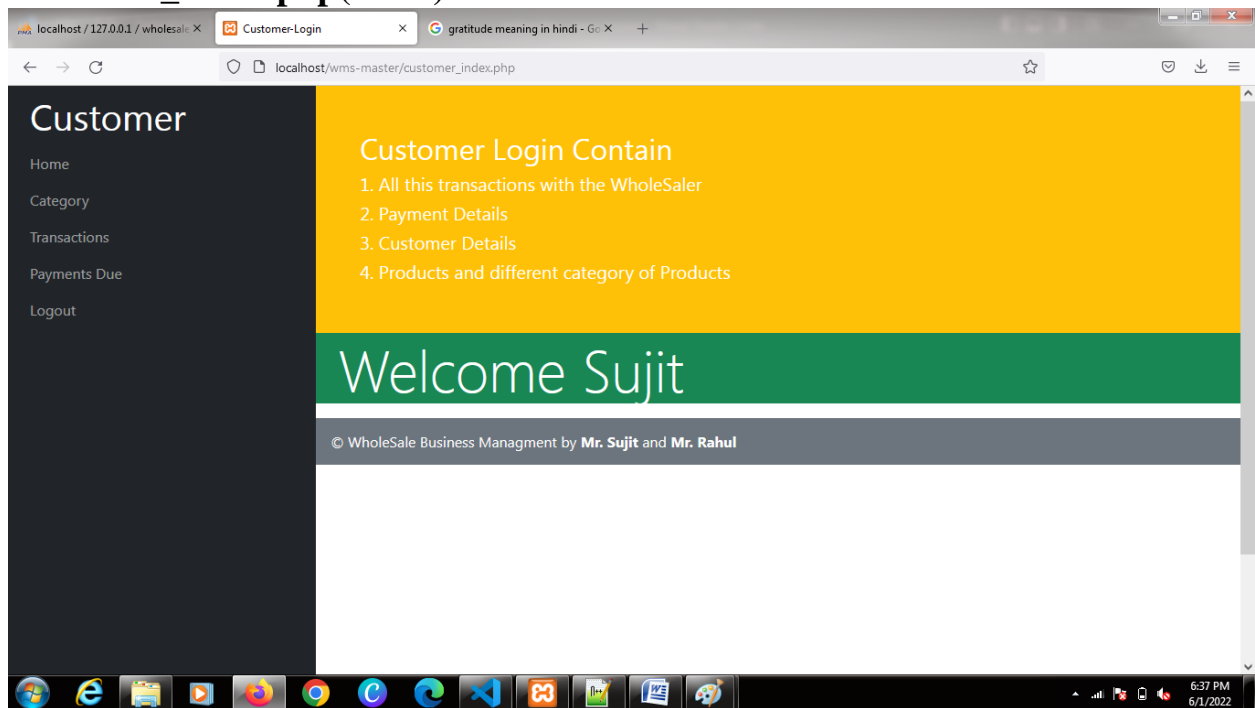 localhost / 127.0.0.1 / wholesale
Customer-Login
gratitude meaning in hindi - Go
localhost/wms-master/customer_index.php
Customer
Home
Category
Transactions
Payments Due
Logout
Customer Login Contain
1. All this transactions with the WholeSaler
2. Payment Details
3. Customer Details
4. Products and different category of Products
Welcome Sujit
© WholeSale Business Managment by Mr. Sujit and Mr. Rahul
6:37 PM
6/1/2022